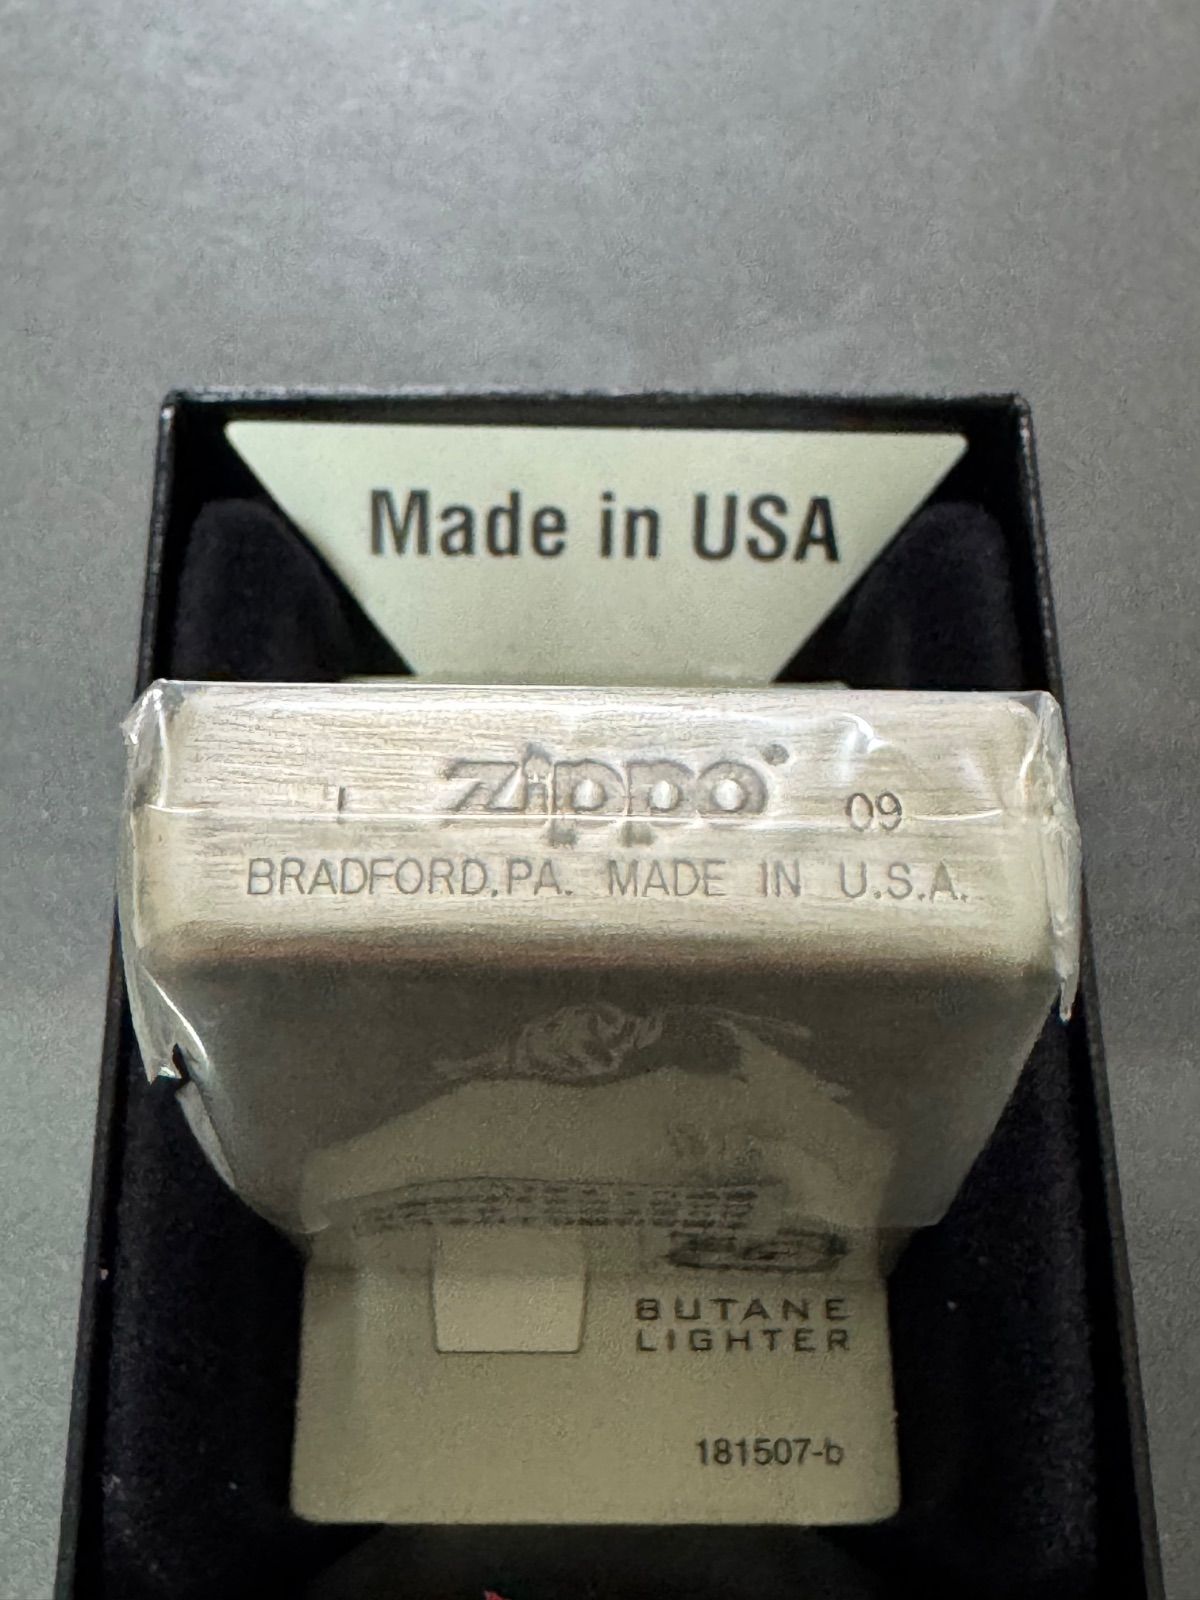 Made in USA
I zippo 09
BRADFORD,PA. MADE IN U.S.A.
BUTANE
LIGHTER
181507-b